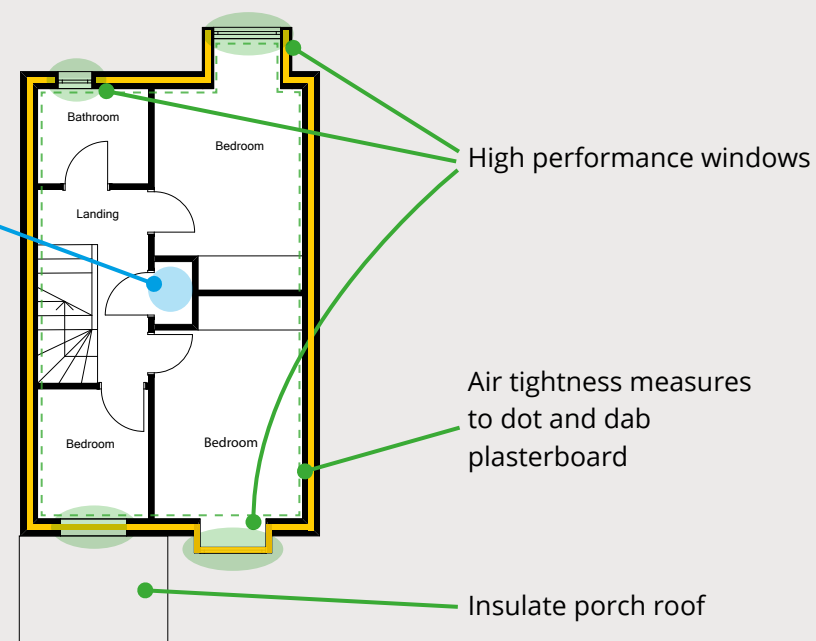 Bathroom
Bedroom
High performance windows
Landing
Air tightness measures
to dot and dab
plasterboard
Bedroom
Bedroom
Insulate porch roof